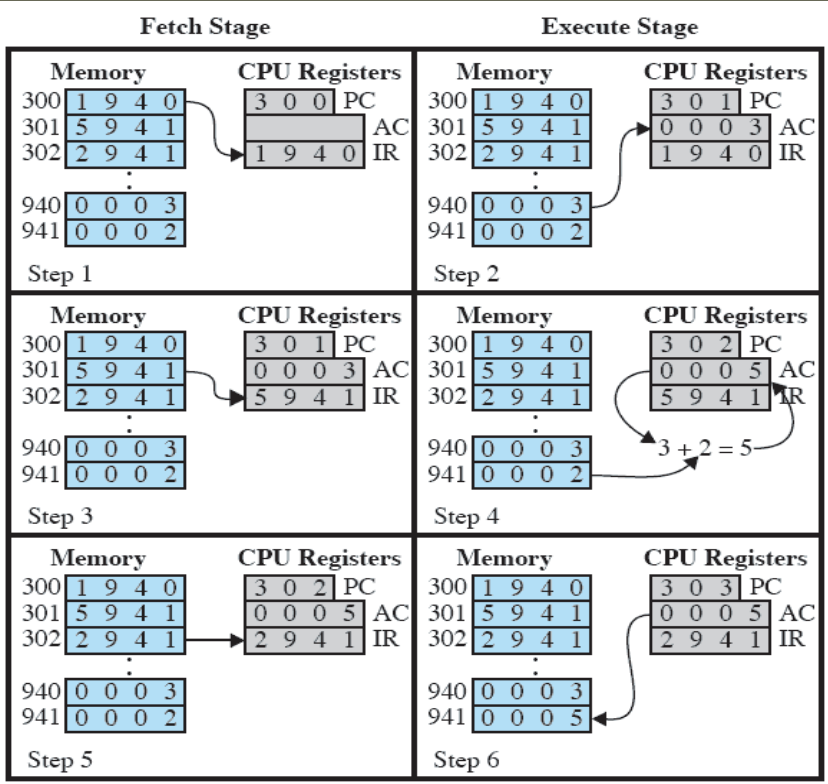 Fetch Stage Execute Stage
Memory CPU Registers
300 1 9 4 0 3 0 0 PC
301 5 9 4 1 AC
302 2 9 4 1 1 9 4 0 IR
940 0 0 0 3
941 0 0 0 2
Step 1
Memory CPU Registers
300 1 9 4 0 3 0 1 PC
301 5 9 4 1 0 0 0 3 AC
302 2 9 4 1 1 9 4 0 IR
940 0 0 0 3
941 0 0 0 2
Step 2
Memory CPU Registers
300 1 9 4 0 3 0 1 PC
301 5 9 4 1 0 0 0 3 AC
302 2 9 4 1 5 9 4 1 IR
940 0 0 0 3
941 0 0 0 2
Step 3
Memory CPU Registers
300 1 9 4 0 3 0 2 PC
301 5 9 4 1 0 0 0 5 AC
302 2 9 4 1 5 9 4 1 IR
940 0 0 0 3 3 + 2 = 5
941 0 0 0 2
Step 4
Memory CPU Registers
300 1 9 4 0 3 0 2 PC
301 5 9 4 1 0 0 0 5 AC
302 2 9 4 1 2 9 4 1 IR
940 0 0 0 3
941 0 0 0 2
Step 5
Memory CPU Registers
300 1 9 4 0 3 0 3 PC
301 5 9 4 1 0 0 0 5 AC
302 2 9 4 1 2 9 4 1 IR
940 0 0 0 3
941 0 0 0 5
Step 6